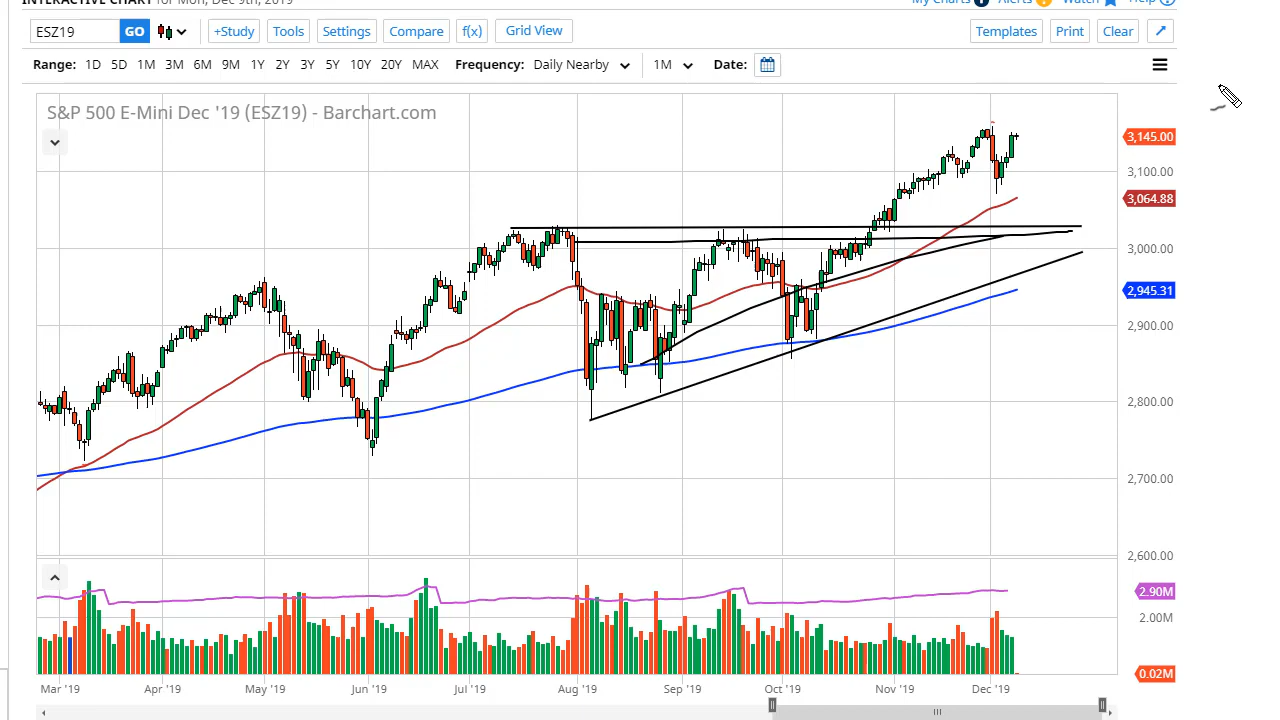 INTERACTIVE CHART for Mon, Dec 9th, 2019 My Charts Alerts Watch Help
ESZ19 GO +Study Tools Settings Compare f(x) Grid View Templates Print Clear
Range: 1D 5D 1M 3M 6M 9M 1Y 2Y 3Y 5Y 10Y 20Y MAX Frequency: Daily Nearby 1M Date:
S&P 500 E-Mini Dec '19 (ESZ19) - Barchart.com
3,145.00
3,100.00
3,064.88
3,000.00
2,945.31
2,900.00
2,800.00
2,700.00
2,600.00
2.90M
2.00M
0.02M
Mar '19 Apr '19 May '19 Jun '19 Jul '19 Aug '19 Sep '19 Oct '19 Nov '19 Dec '19